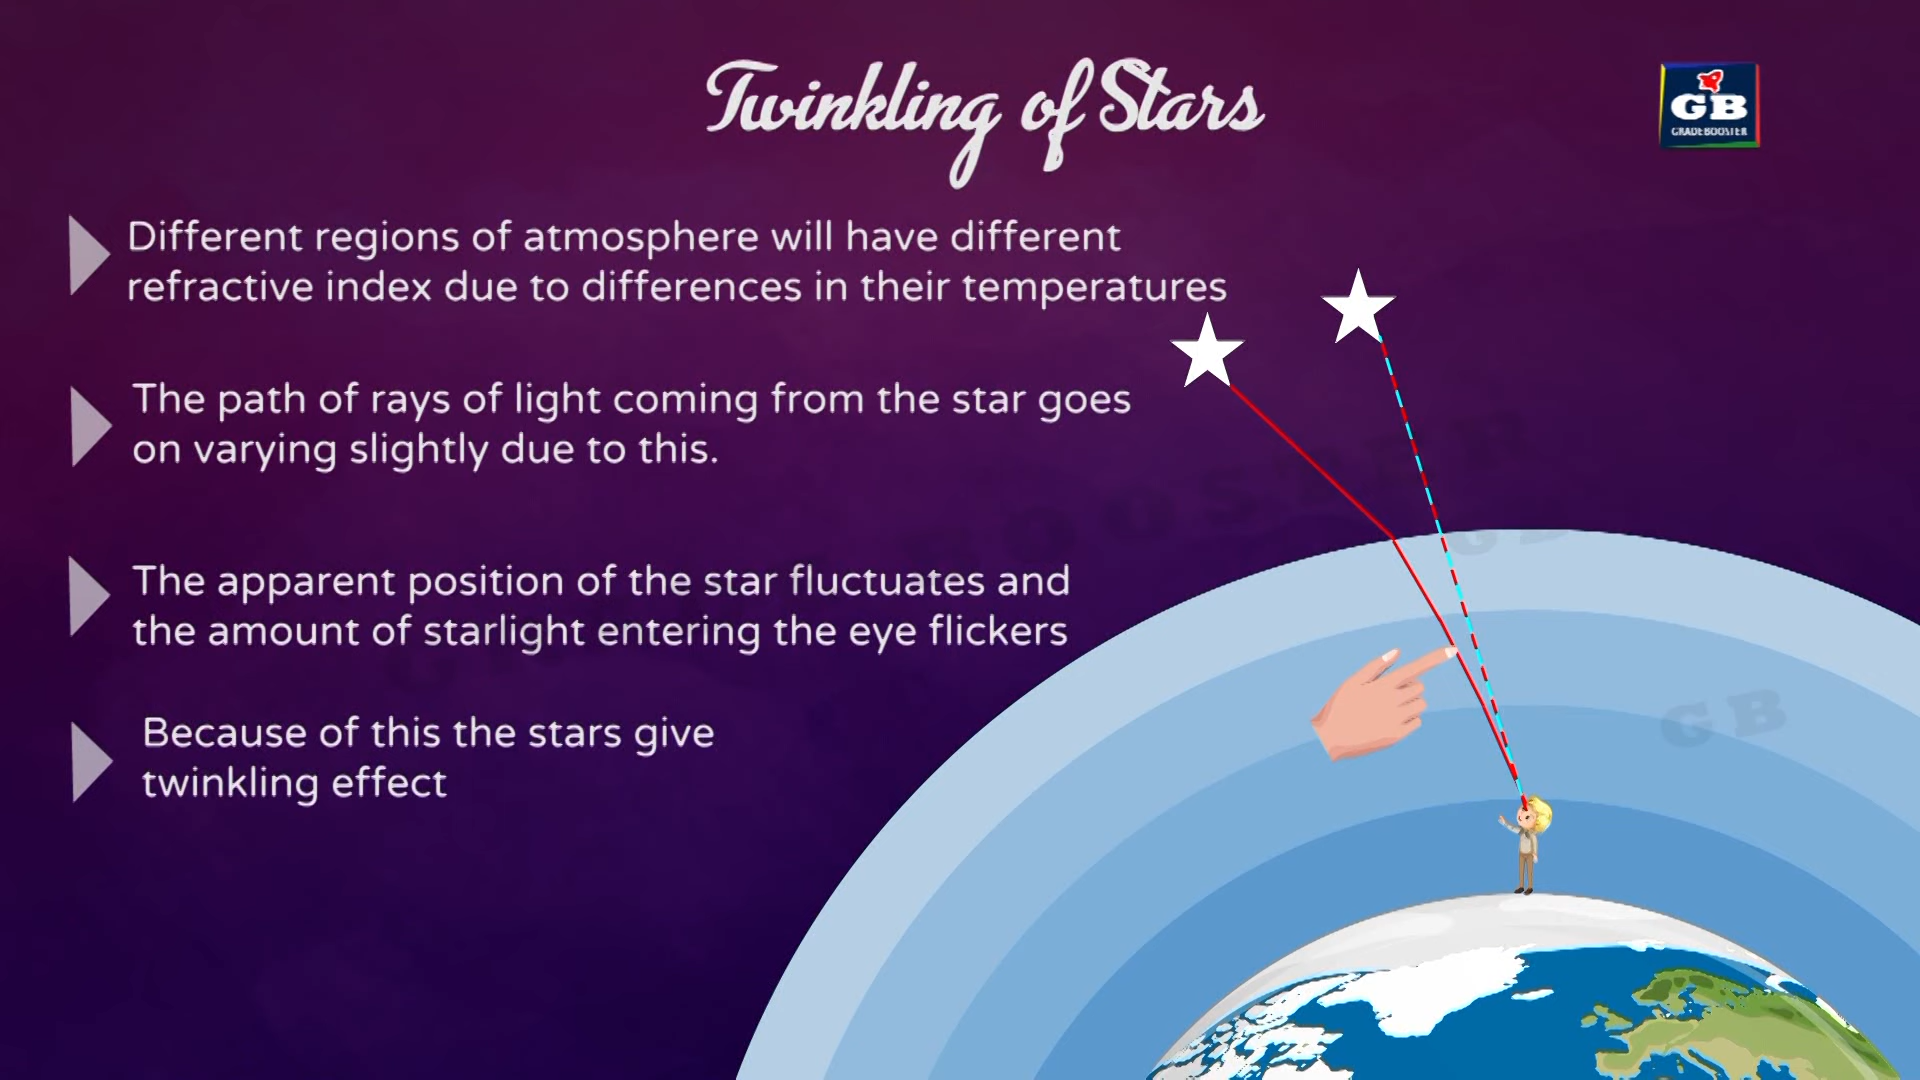 Twinkling of Stars
GB
GRADEBOOSTER
Different regions of atmosphere will have different
refractive index due to differences in their temperatures
The path of rays of light coming from the star goes
on varying slightly due to this.
The apparent position of the star fluctuates and
the amount of starlight entering the eye flickers
Because of this the stars give
twinkling effect
GB